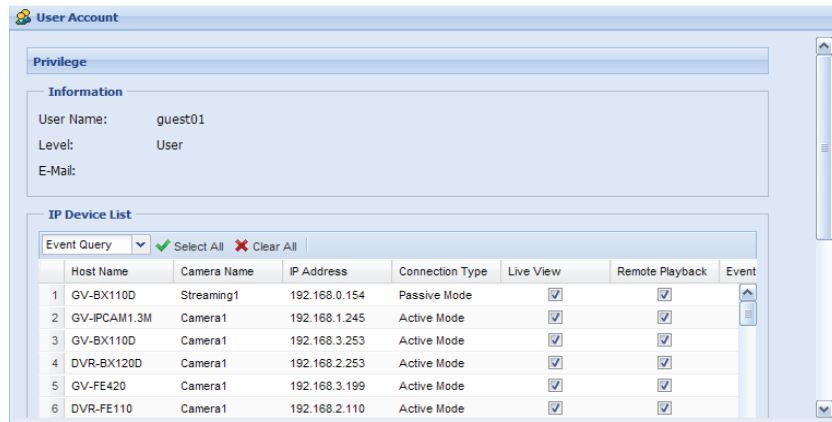 User Account
Privilege
Information
User Name: guest01
Level: User
E-Mail:
IP Device List
Event Query Select All Clear All
Host Name Camera Name IP Address Connection Type Live View Remote Playback Event
1 GV-BX110D Streaming1 192.168.0.154 Passive Mode
2 GV-IPCAM1.3M Camera1 192.168.1.245 Active Mode
3 GV-BX110D Camera1 192.168.3.253 Active Mode
4 DVR-BX120D Camera1 192.168.2.253 Active Mode
5 GV-FE420 Camera1 192.168.3.199 Active Mode
6 DVR-FE110 Camera1 192.168.2.110 Active Mode